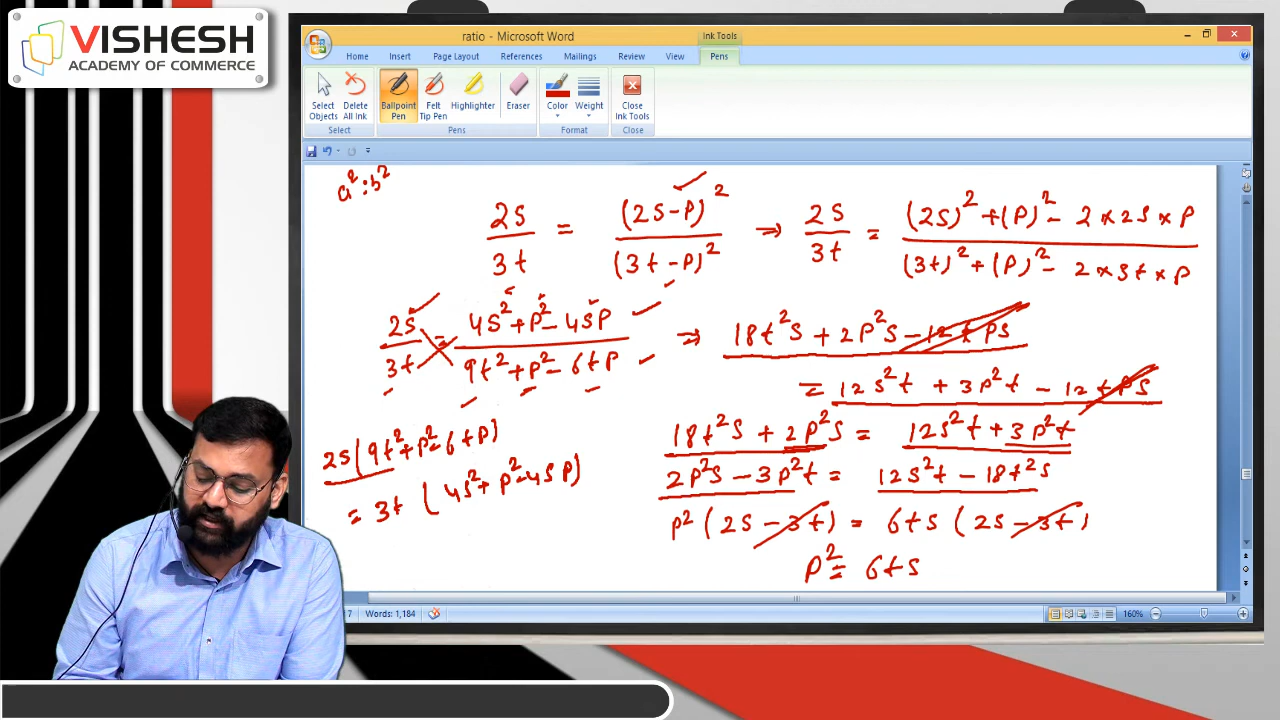 VISHESH
ACADEMY OF COMMERCE
ratio - Microsoft Word
Ink Tools
Home Insert Page Layout References Mailings Review View Pens
Select Objects
Delete All Ink
Ballpoint Pen
Felt Tip Pen
Highlighter
Eraser
Color
Weight
Close Ink Tools
Select Pens Format Close
a² : b²
2s/3t = (2s-p)²/(3t-p)² ⇒ 2s/3t = (2s)²+(p)²- 2×2s×p/(3t)²+(p)²- 2×3t×p
2s/3t = 4s²+p²-4sp/9t²+p²-6tp ⇒ 18t²s + 2p²s - 12tps
= 12s²t + 3p²t - 12tps
2s(9t²+p²-6tp)
= 3t (4s²+p²-4sp)
18t²s + 2p²s = 12s²t + 3p²t
2p²s - 3p²t = 12s²t - 18t²s
p²(2s-3t) = 6ts(2s-3t)
p² = 6ts
7 Words: 1,184
160%